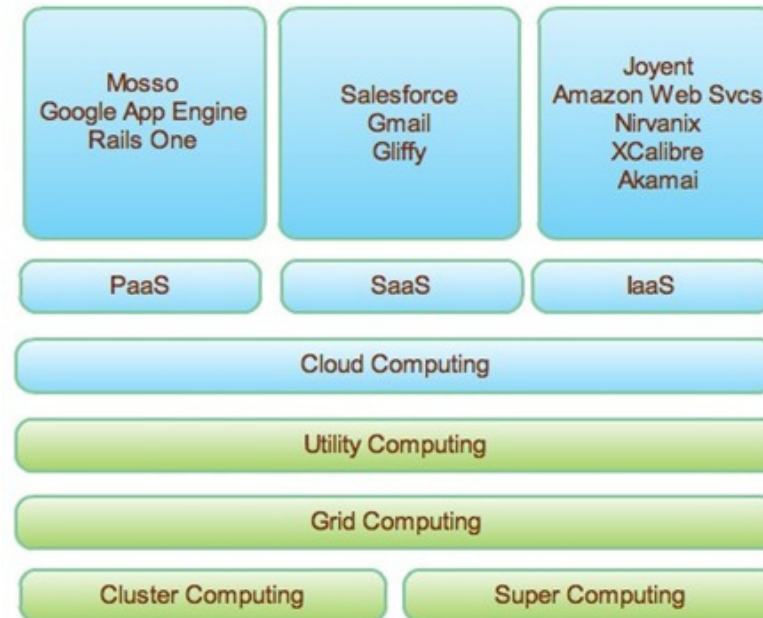 Mosso
Google App Engine
Rails One
Salesforce
Gmail
Gliffy
Joyent
Amazon Web Svcs
Nirvanix
XCalibre
Akamai
PaaS
SaaS
IaaS
Cloud Computing
Utility Computing
Grid Computing
Cluster Computing
Super Computing